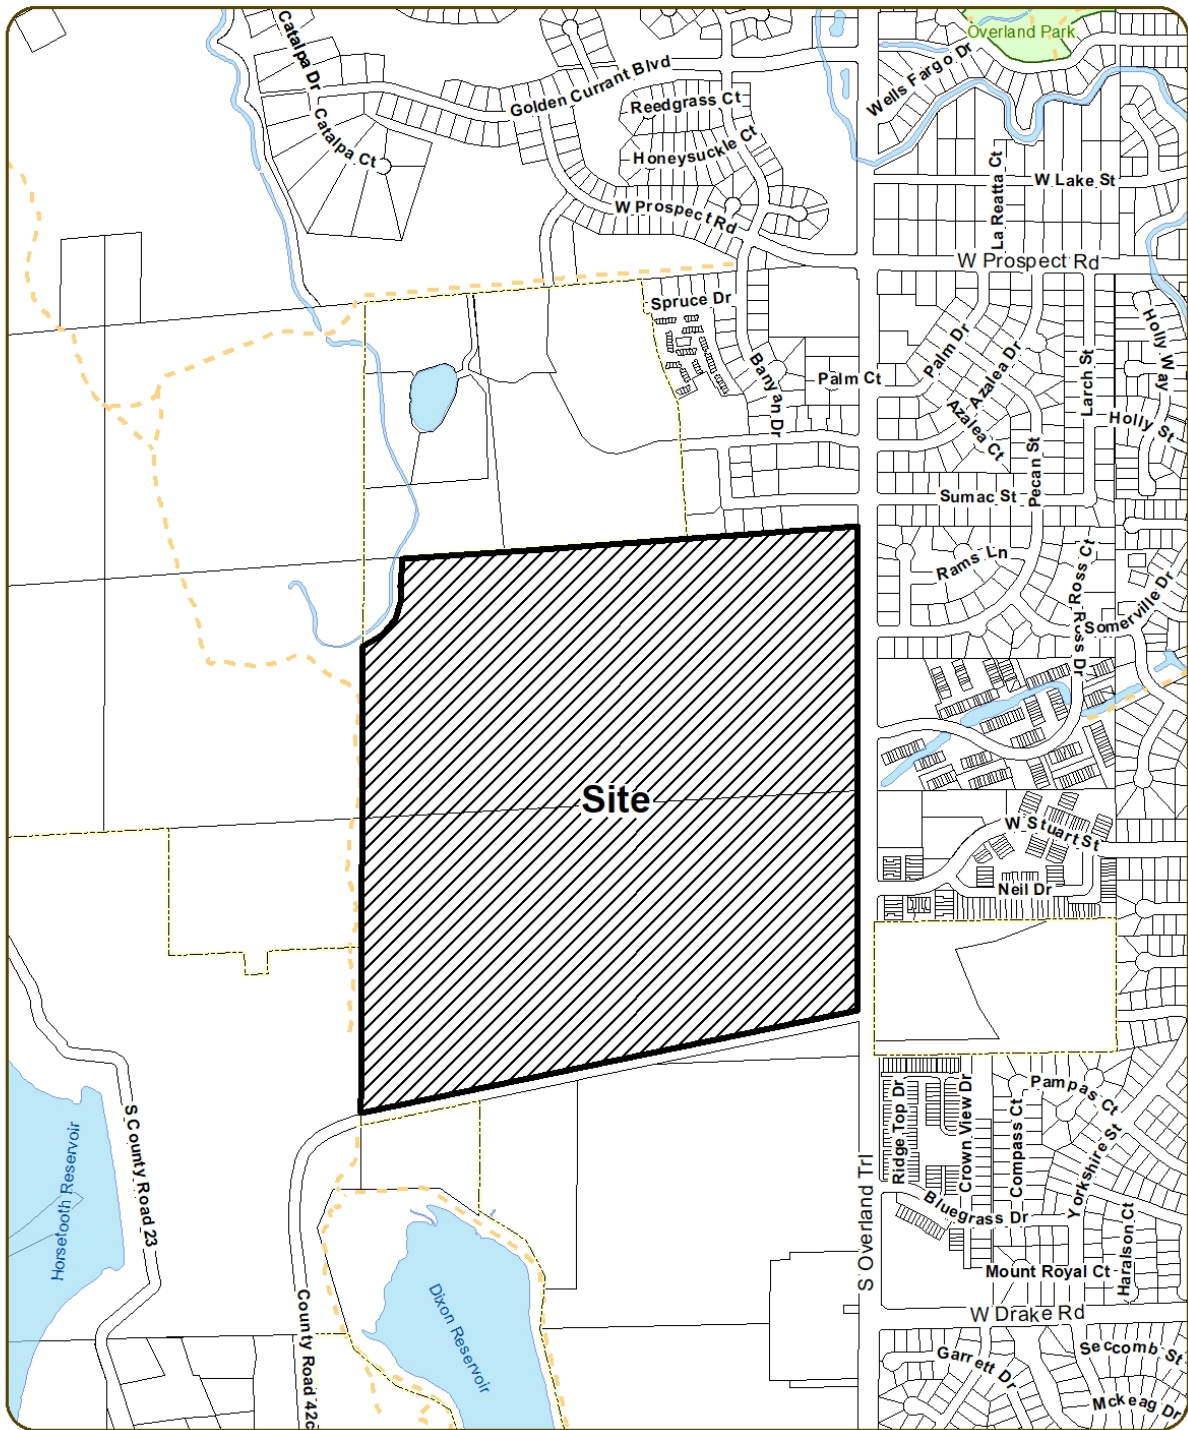 Overland Park
Catalpa Dr
Wells Fargo Dr
Golden Currant Blvd
Reedgrass Ct
Catalpa Ct
Honeysuckle Ct
La Reatta Ct
W Lake St
W Prospect Rd
W Prospect Rd
Spruce Dr
Holly Way
Palm Dr
Azalea Dr
Banyan Dr
Palm Ct
Larch St
Azalea Ct
Holly St
Pecan St
Sumac St
Rams Ln
Ross Ct
Somerville Dr
Ross Dr
Site
W Stuart St
Neil Dr
Pampas Ct
Ridge Top Dr
Crown View Dr
Compass Ct
Yorkshire St
S County Road 23
Horsetooth Reservoir
S Overland Trl
Bluegrass Dr
Haralson Ct
Mount Royal Ct
County Road 42c
Dixon Reservoir
W Drake Rd
Garrett Dr
Seccomb St
McKeag Dr